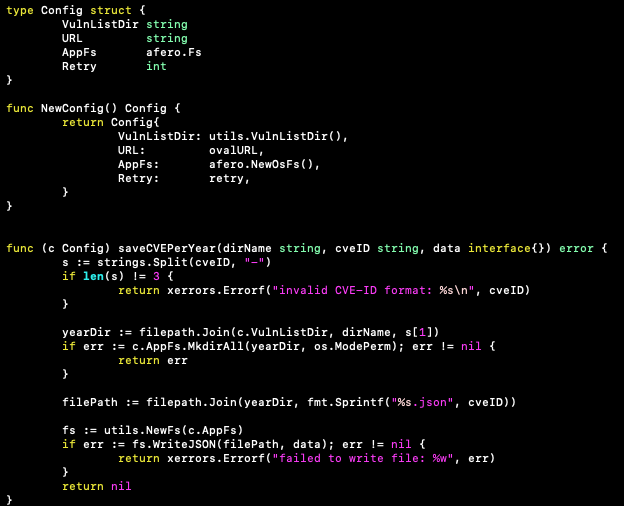 type Config struct {
        VulnListDir string
        URL         string
        AppFs       afero.Fs
        Retry       int
}

func NewConfig() Config {
        return Config{
                VulnListDir: utils.VulnListDir(),
                URL:         ovalURL,
                AppFs:       afero.NewOsFs(),
                Retry:       retry,
        }
}


func (c Config) saveCVEPerYear(dirName string, cveID string, data interface{}) error {
        s := strings.Split(cveID, "-")
        if len(s) != 3 {
                return xerrors.Errorf("invalid CVE-ID format: %s\n", cveID)
        }

        yearDir := filepath.Join(c.VulnListDir, dirName, s[1])
        if err := c.AppFs.MkdirAll(yearDir, os.ModePerm); err != nil {
                return err
        }

        filePath := filepath.Join(yearDir, fmt.Sprintf("%s.json", cveID))

        fs := utils.NewFs(c.AppFs)
        if err := fs.WriteJSON(filePath, data); err != nil {
                return xerrors.Errorf("failed to write file: %w", err)
        }
        return nil
}